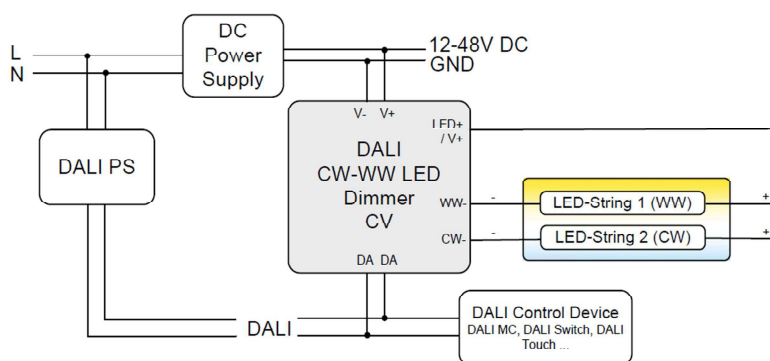 DC
Power
Supply
12-48V DC
GND
L
N
V- V+
LED+
/ V+
DALI PS
DALI
CW-WW LED
Dimmer
CV
WW-
-
LED-String 1 (WW)
+
CW-
-
LED-String 2 (CW)
+
+
DA DA
DALI
DALI Control Device
DALI MC, DALI Switch, DALI
Touch ...